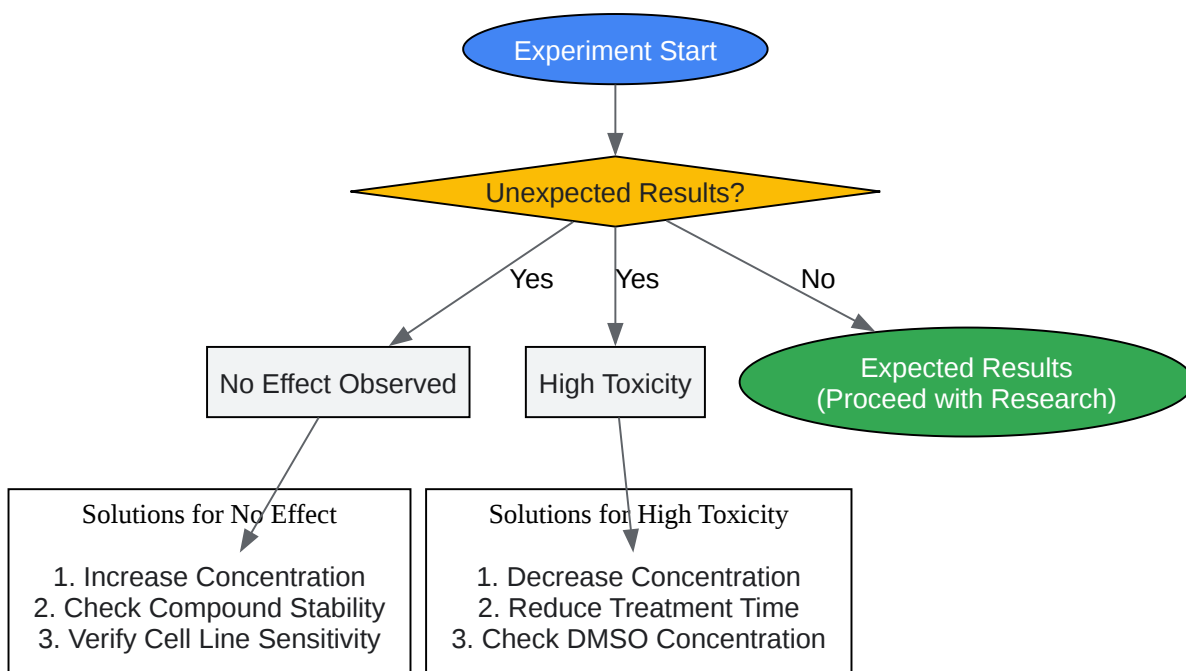 Experiment Start
Unexpected Results?
Yes
Yes
No
No Effect Observed
High Toxicity
Expected Results
(Proceed with Research)
Solutions for No Effect
1. Increase Concentration
2. Check Compound Stability
3. Verify Cell Line Sensitivity
Solutions for High Toxicity
1. Decrease Concentration
2. Reduce Treatment Time
3. Check DMSO Concentration